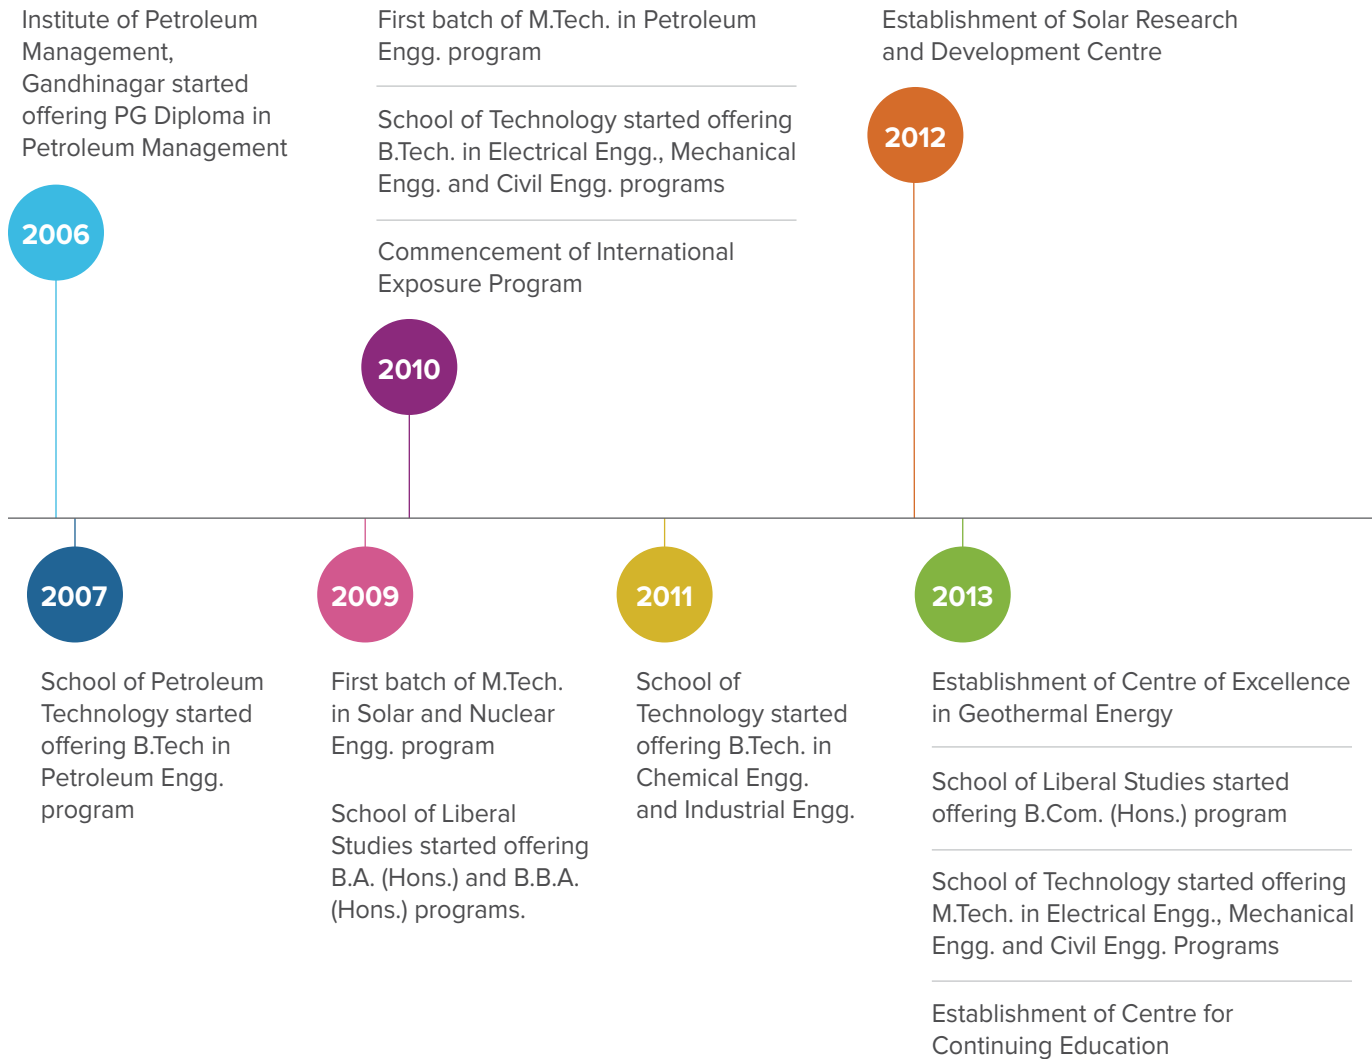 Institute of Petroleum
Management,
Gandhinagar started
offering PG Diploma in
Petroleum Management
2006
First batch of M.Tech. in Petroleum
Engg. program
School of Technology started offering
B.Tech. in Electrical Engg., Mechanical
Engg. and Civil Engg. programs
Commencement of International
Exposure Program
2010
Establishment of Solar Research
and Development Centre
2012
2007
School of Petroleum
Technology started
offering B.Tech in
Petroleum Engg.
program
2009
First batch of M.Tech.
in Solar and Nuclear
Engg. program
School of Liberal
Studies started offering
B.A. (Hons.) and B.B.A.
(Hons.) programs.
2011
School of
Technology started
offering B.Tech. in
Chemical Engg.
and Industrial Engg.
2013
Establishment of Centre of Excellence
in Geothermal Energy
School of Liberal Studies started
offering B.Com. (Hons.) program
School of Technology started offering
M.Tech. in Electrical Engg., Mechanical
Engg. and Civil Engg. Programs
Establishment of Centre for
Continuing Education